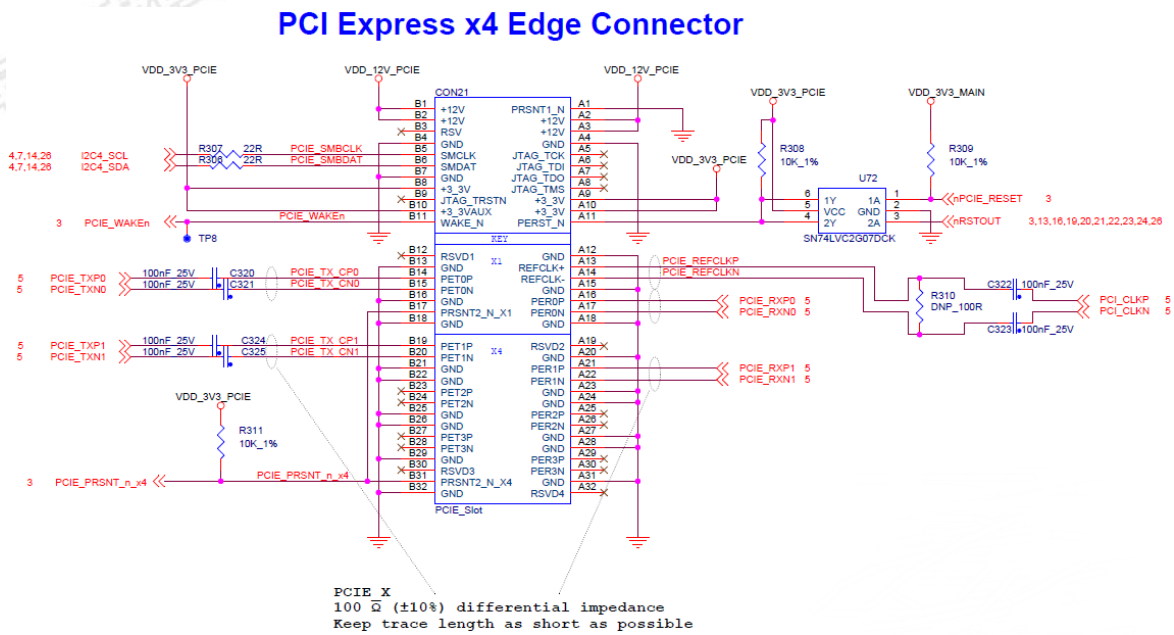 PCI Express x4 Edge Connector
VDD_3V3_PCIE
VDD_12V_PCIE
VDD_12V_PCIE
VDD_3V3_PCIE
VDD_3V3_MAIN
CON21
B1 +12V PRSNT1_N A1
B2 +12V +12V A2
B3 RSV +12V A3
B4 GND GND A4
4,7,14,26 I2C4_SCL R307 22R PCIE_SMBCLK B5 SMCLK JTAG_TCK A5
4,7,14,26 I2C4_SDA R306 22R PCIE_SMBDAT B6 SMDAT JTAG_TDI A6
B7 GND JTAG_TDO A7
B8 +3_3V JTAG_TMS A8
B9 JTAG_TRSTN +3_3V A9
B10 +3_3VAUX +3_3V A10
3 PCIE_WAKEn PCIE_WAKEn B11 WAKE_N PERST_N A11
VDD_3V3_PCIE
R308
10K_1%
R309
10K_1%
U72
6 1Y 1A 1 nPCIE_RESET 3
5 VCC GND 2
4 2Y 2A 3 nRSTOUT 3,13,16,19,20,21,22,23,24,26
SN74LVC2G07DCK
TP8
KEY
B12 RSVD1 X1 GND A12
B13 GND REFCLK+ A13 PCIE_REFCLKP
5 PCIE_TXP0 100nF_25V C320 PCIE_TX_CP0 B14 PET0P REFCLK- A14 PCIE_REFCLKN
5 PCIE_TXN0 100nF_25V C321 PCIE_TX_CN0 B15 PET0N GND A15
B16 GND PER0P A16 PCIE_RXP0 5
B17 PRSNT2_N_X1 PER0N A17 PCIE_RXN0 5
B18 GND GND A18
R310
DNP_100R
C322 100nF_25V
PCI_CLKP 5
PCI_CLKN 5
C323 100nF_25V
5 PCIE_TXP1 100nF_25V C324 PCIE_TX_CP1 B19 PET1P RSVD2 A19
5 PCIE_TXN1 100nF_25V C325 PCIE_TX_CN1 B20 PET1N X4 GND A20
B21 GND PER1P A21 PCIE_RXP1 5
B22 GND PER1N A22 PCIE_RXN1 5
B23 PET2P GND A23
B24 PET2N GND A24
B25 GND PER2P A25
B26 GND PER2N A26
B27 PET3P GND A27
B28 PET3N GND A28
B29 GND PER3P A29
B30 RSVD3 PER3N A30
B31 PRSNT2_N_X4 GND A31
B32 GND RSVD4 A32
VDD_3V3_PCIE
R311
10K_1%
3 PCIE_PRSNT_n_x4 PCIE_PRSNT_n_x4
PCIE_Slot
PCIE_X
100 Ω (±10%) differential impedance
Keep trace length as short as possible